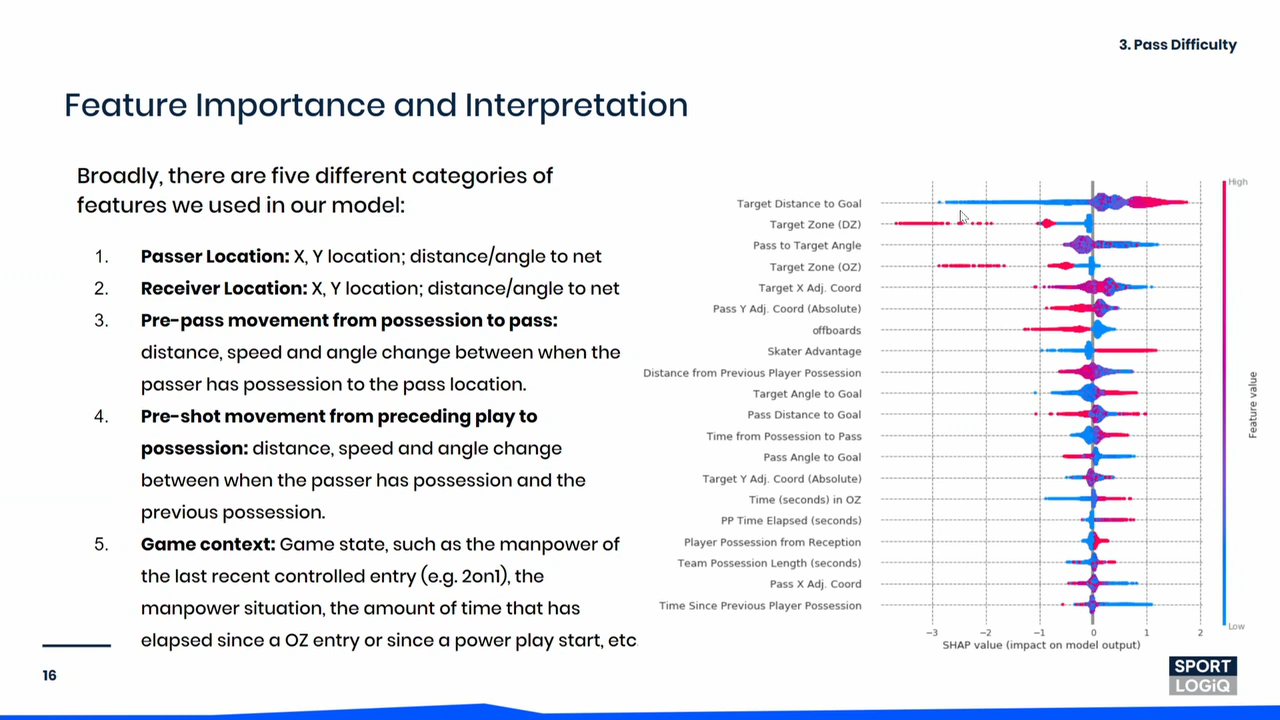 3. Pass Difficulty
Feature Importance and Interpretation
Broadly, there are five different categories of
features we used in our model:
1. Passer Location: X, Y location; distance/angle to net
2. Receiver Location: X, Y location; distance/angle to net
3. Pre-pass movement from possession to pass:
distance, speed and angle change between when the
passer has possession to the pass location.
4. Pre-shot movement from preceding play to
possession: distance, speed and angle change
between when the passer has possession and the
previous possession.
5. Game context: Game state, such as the manpower of
the last recent controlled entry (e.g. 2on1), the
manpower situation, the amount of time that has
elapsed since a OZ entry or since a power play start, etc
Target Distance to Goal
Target Zone (DZ)
Pass to Target Angle
Target Zone (OZ)
Target X Adj. Coord
Pass Y Adj. Coord (Absolute)
offboards
Skater Advantage
Distance from Previous Player Possession
Target Angle to Goal
Pass Distance to Goal
Time from Possession to Pass
Pass Angle to Goal
Target Y Adj. Coord (Absolute)
Time (seconds) in OZ
PP Time Elapsed (seconds)
Player Possession from Reception
Team Possession Length (seconds)
Pass X Adj. Coord
Time Since Previous Player Possession
−3 −2 −1 0 1 2
SHAP value (impact on model output)
High
Feature value
Low
16
SPORT
LOGiQ